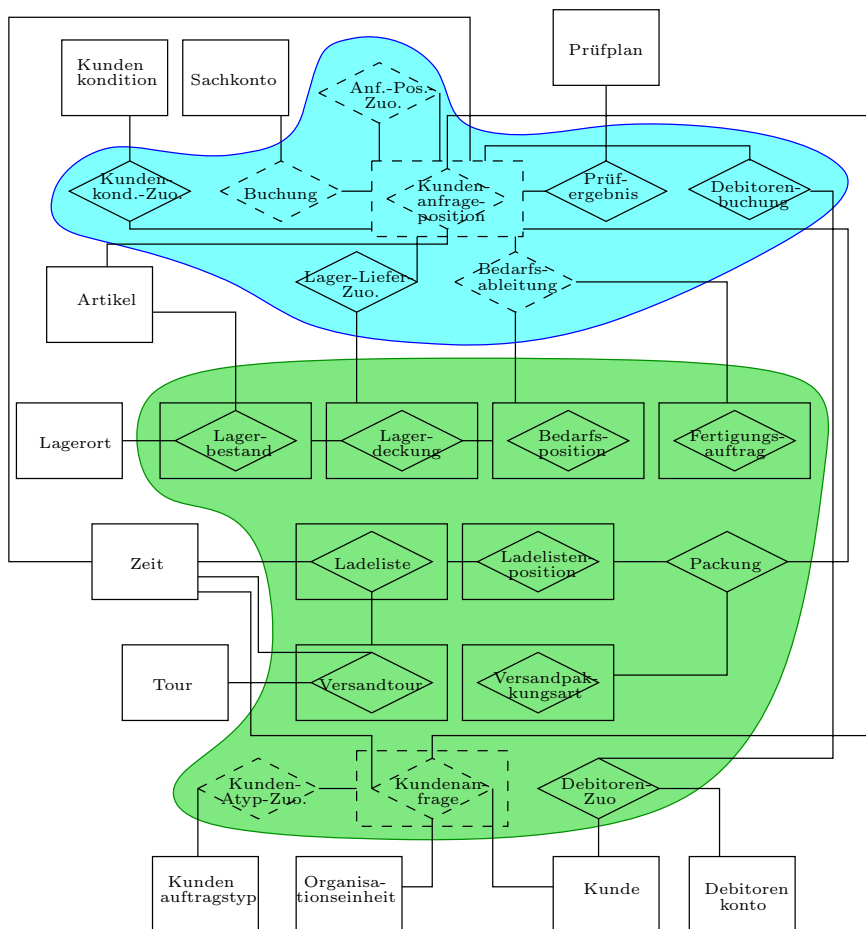 Kunden
kondition
Sachkonto
Anf.-Pos.-
Zuo.
Prüfplan
Kunden-
kond.-Zuo.
Buchung
Kunden-
anfrage-
position
Prüf-
ergebnis
Debitoren-
buchung
Artikel
Lager-Liefer-
Zuo.
Bedarfs-
ableitung
Lagerort
Lager-
bestand
Lager-
deckung
Bedarfs-
position
Fertigungs-
auftrag
Zeit
Ladeliste
Ladelisten-
position
Packung
Tour
Versandtour
Versandpak-
kungsart
Kunden-
Atyp-Zuo.
Kundenan-
frage
Debitoren-
Zuo
Kunden
auftragstyp
Organisa-
tionseinheit
Kunde
Debitoren
konto